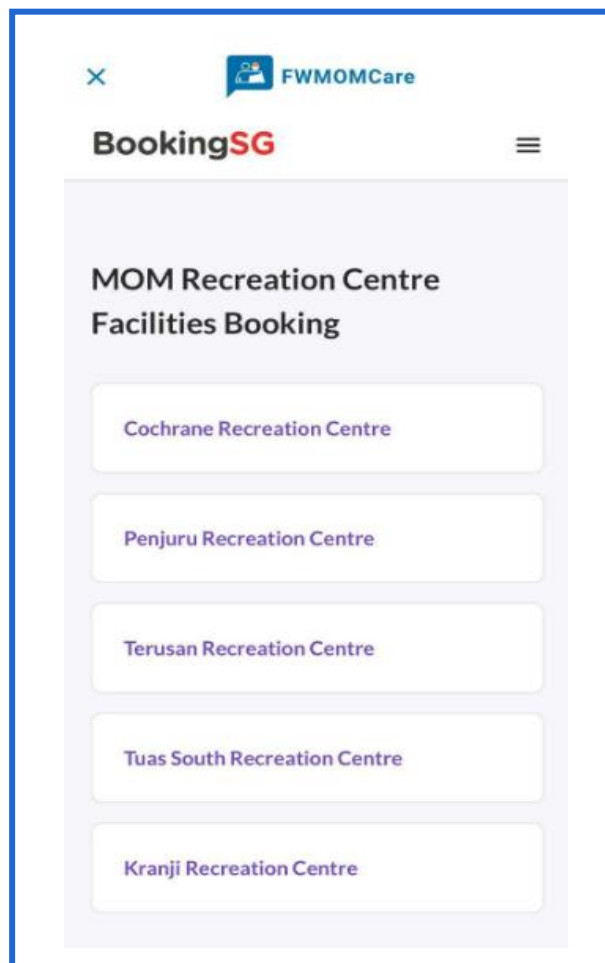 FWMOMCare
BookingSG
MOM Recreation Centre
Facilities Booking
Cochrane Recreation Centre
Penjuru Recreation Centre
Terusan Recreation Centre
Tuas South Recreation Centre
Kranji Recreation Centre